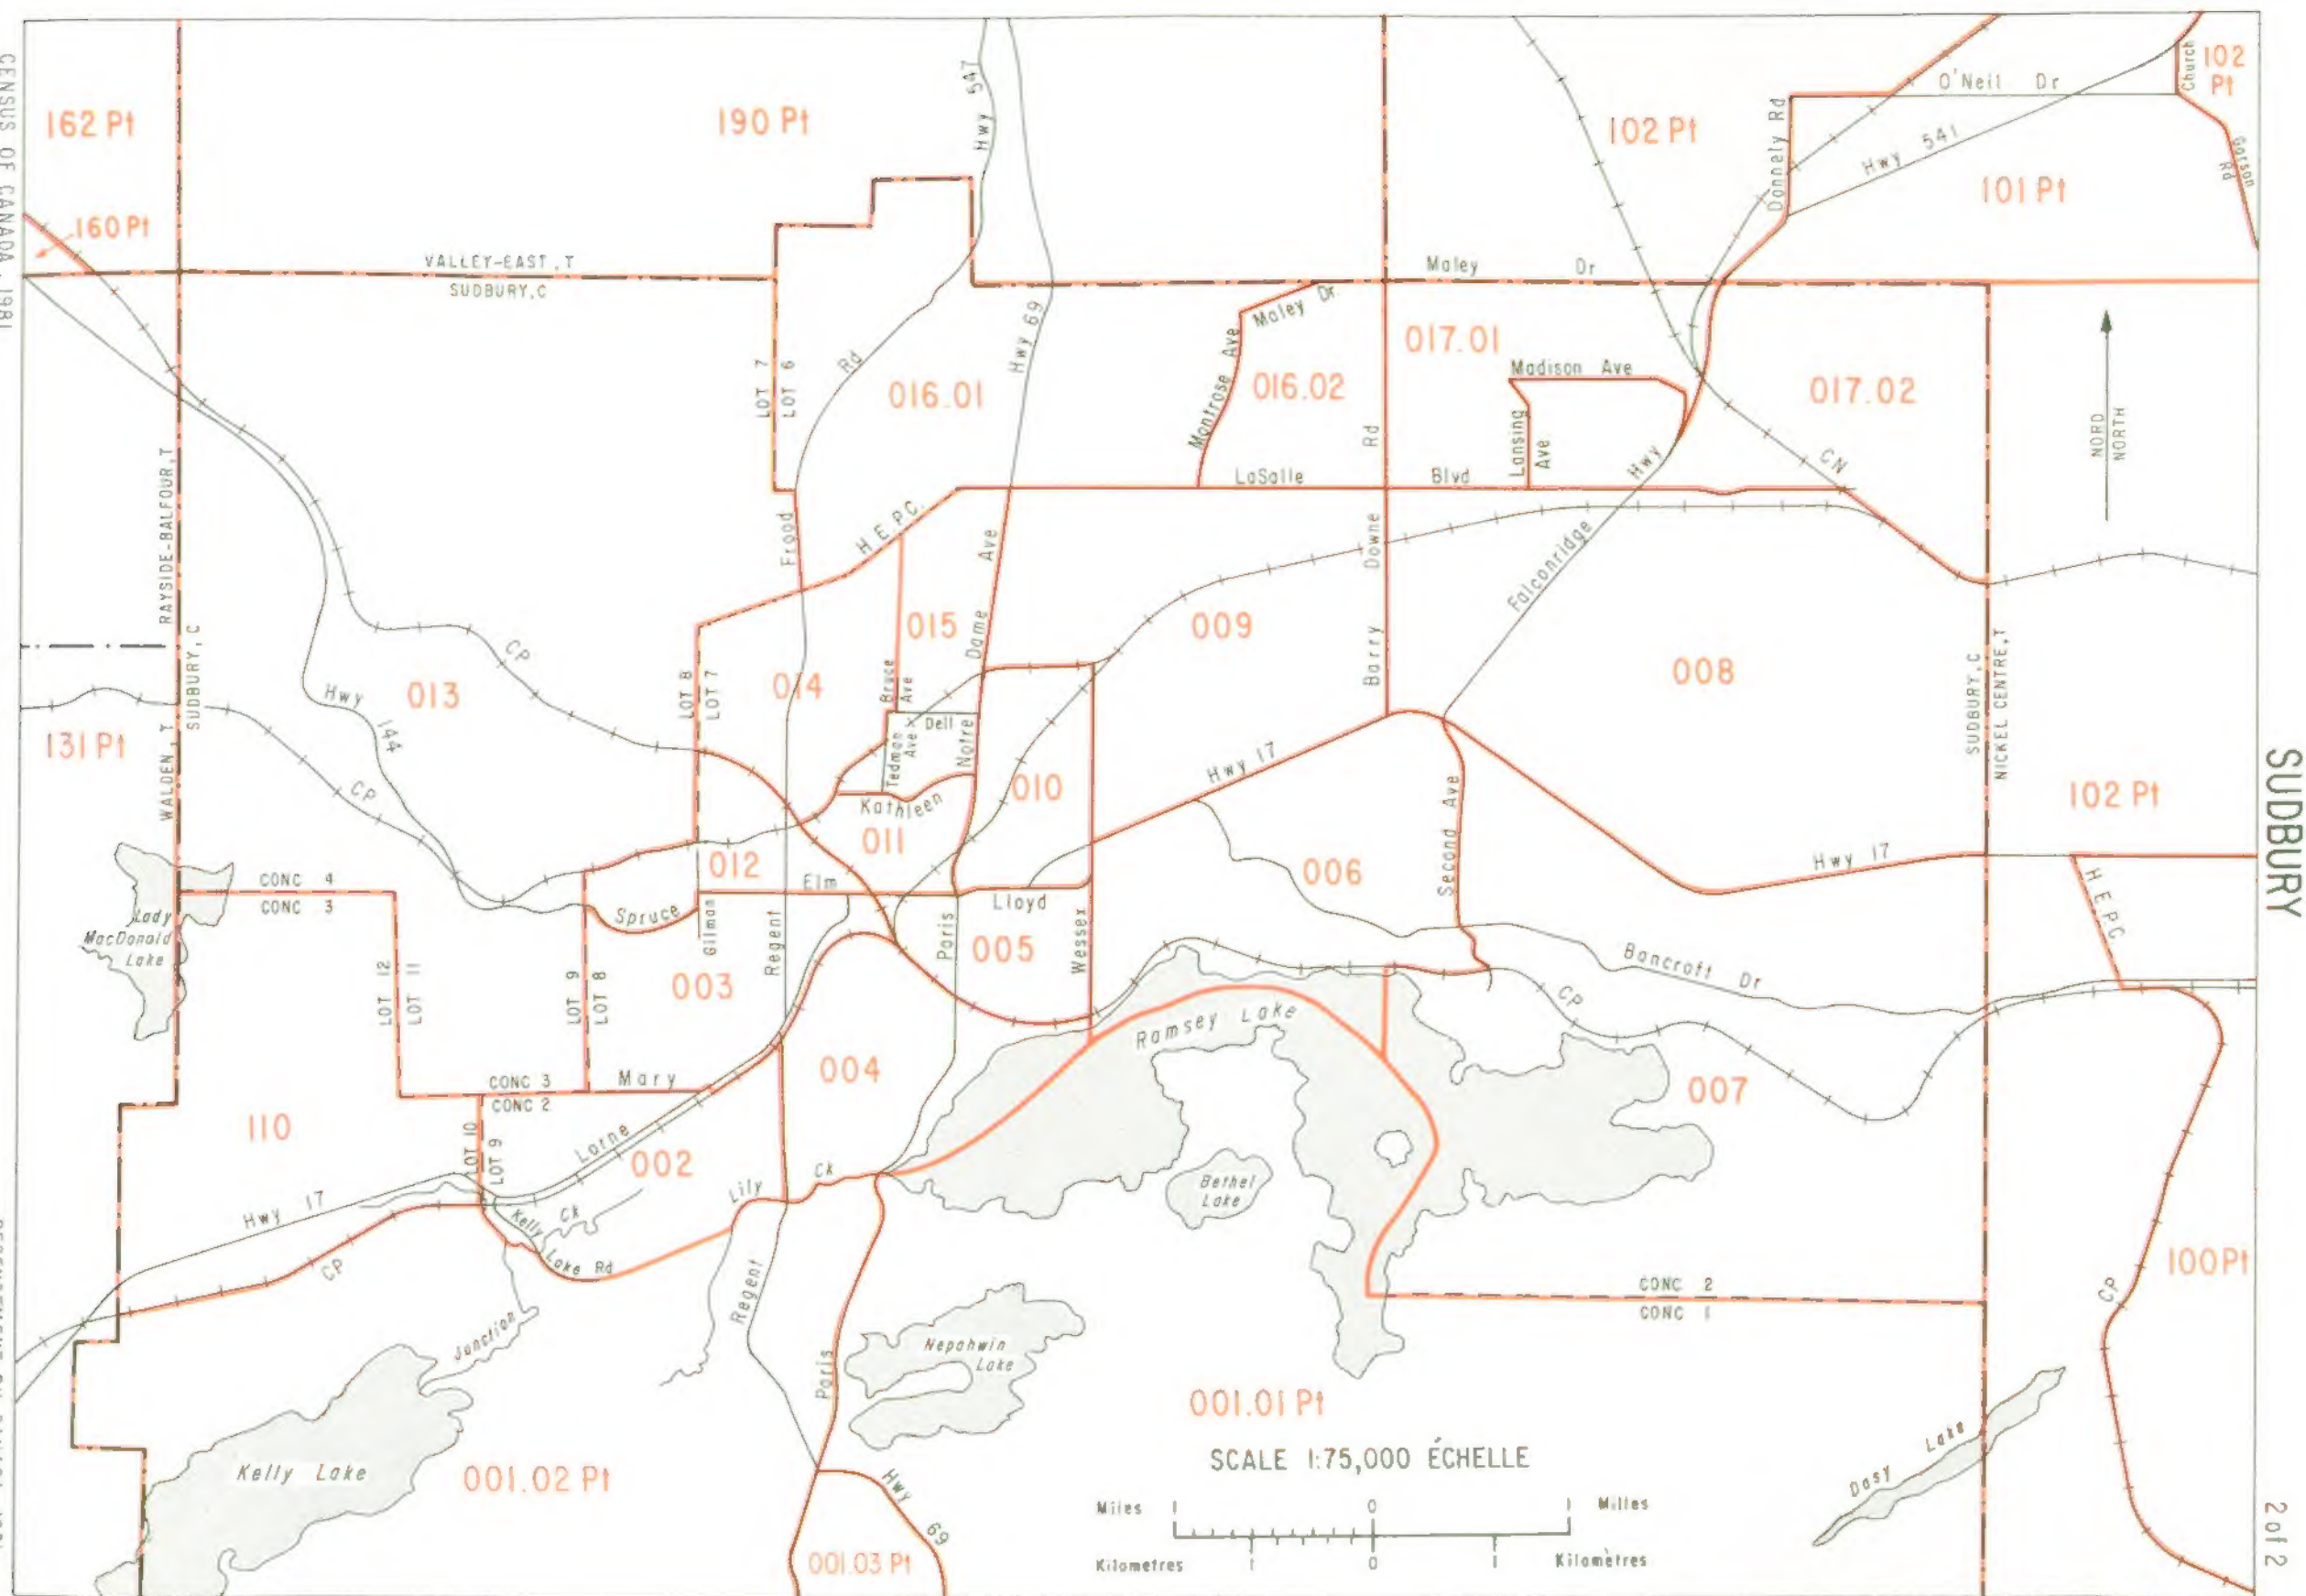 CENSUS OF CANADA, 1981
SUDBURY
2 of 2
162 Pt
190 Pt
Hwy 547
102 Pt
Donnely Rd
O'Neil Dr
Church
102
Pt
Hwy 541
Garson
Rd
101 Pt
160 Pt
VALLEY-EAST, T
SUDBURY, C
Maley Dr
Hwy 69
Maley Dr.
Montrose Ave
016.02
017.01
Madison Ave
017.02
NORD
NORTH
LOT 7
LOT 6
Rd
016.01
Lansing
Ave
Rd
Hwy
CN
LaSalle Blvd
RAYSIDE-BALFOUR, T
SUDBURY, C
Frood
H.E.P.C.
Ave
Downe
Falconridge
015
Dame
009
Barry
008
SUDBURY, C
NICKEL CENTRE, T
CP
Hwy 144
013
LOT 8
LOT 7
014
Bruce
Ave
Dell
Tedman
Ave
Notre
131 Pt
WALDEN, T
CP
Kathleen
010
011
Hwy 17
Second Ave
102 Pt
Hwy 17
012
Elm
006
H.E.P.C.
CONC 4
CONC 3
Spruce
Gilman
Lloyd
Lady
MacDonald
Lake
LOT 12
LOT 11
LOT 9
LOT 8
003
Regent
Paris
005
Wessex
Bancroft Dr
CP
Ramsey Lake
004
007
CONC 3
CONC 2
Mary
110
LOT 10
LOT 9
Lorne
002
Lily Ck
Bethel
Lake
Hwy 17
Kelly
Ck
Lake Rd
CP
100 Pt
CP
CONC 2
CONC 1
Junction
Regent
Paris
Nepahwin
Lake
001.01 Pt
Dasy Lake
Kelly Lake
001.02 Pt
Hwy 69
001.03 Pt
SCALE 1:75,000 ÉCHELLE
Miles 1 0 1 Milles
Kilometres 1 0 1 Kilomètres